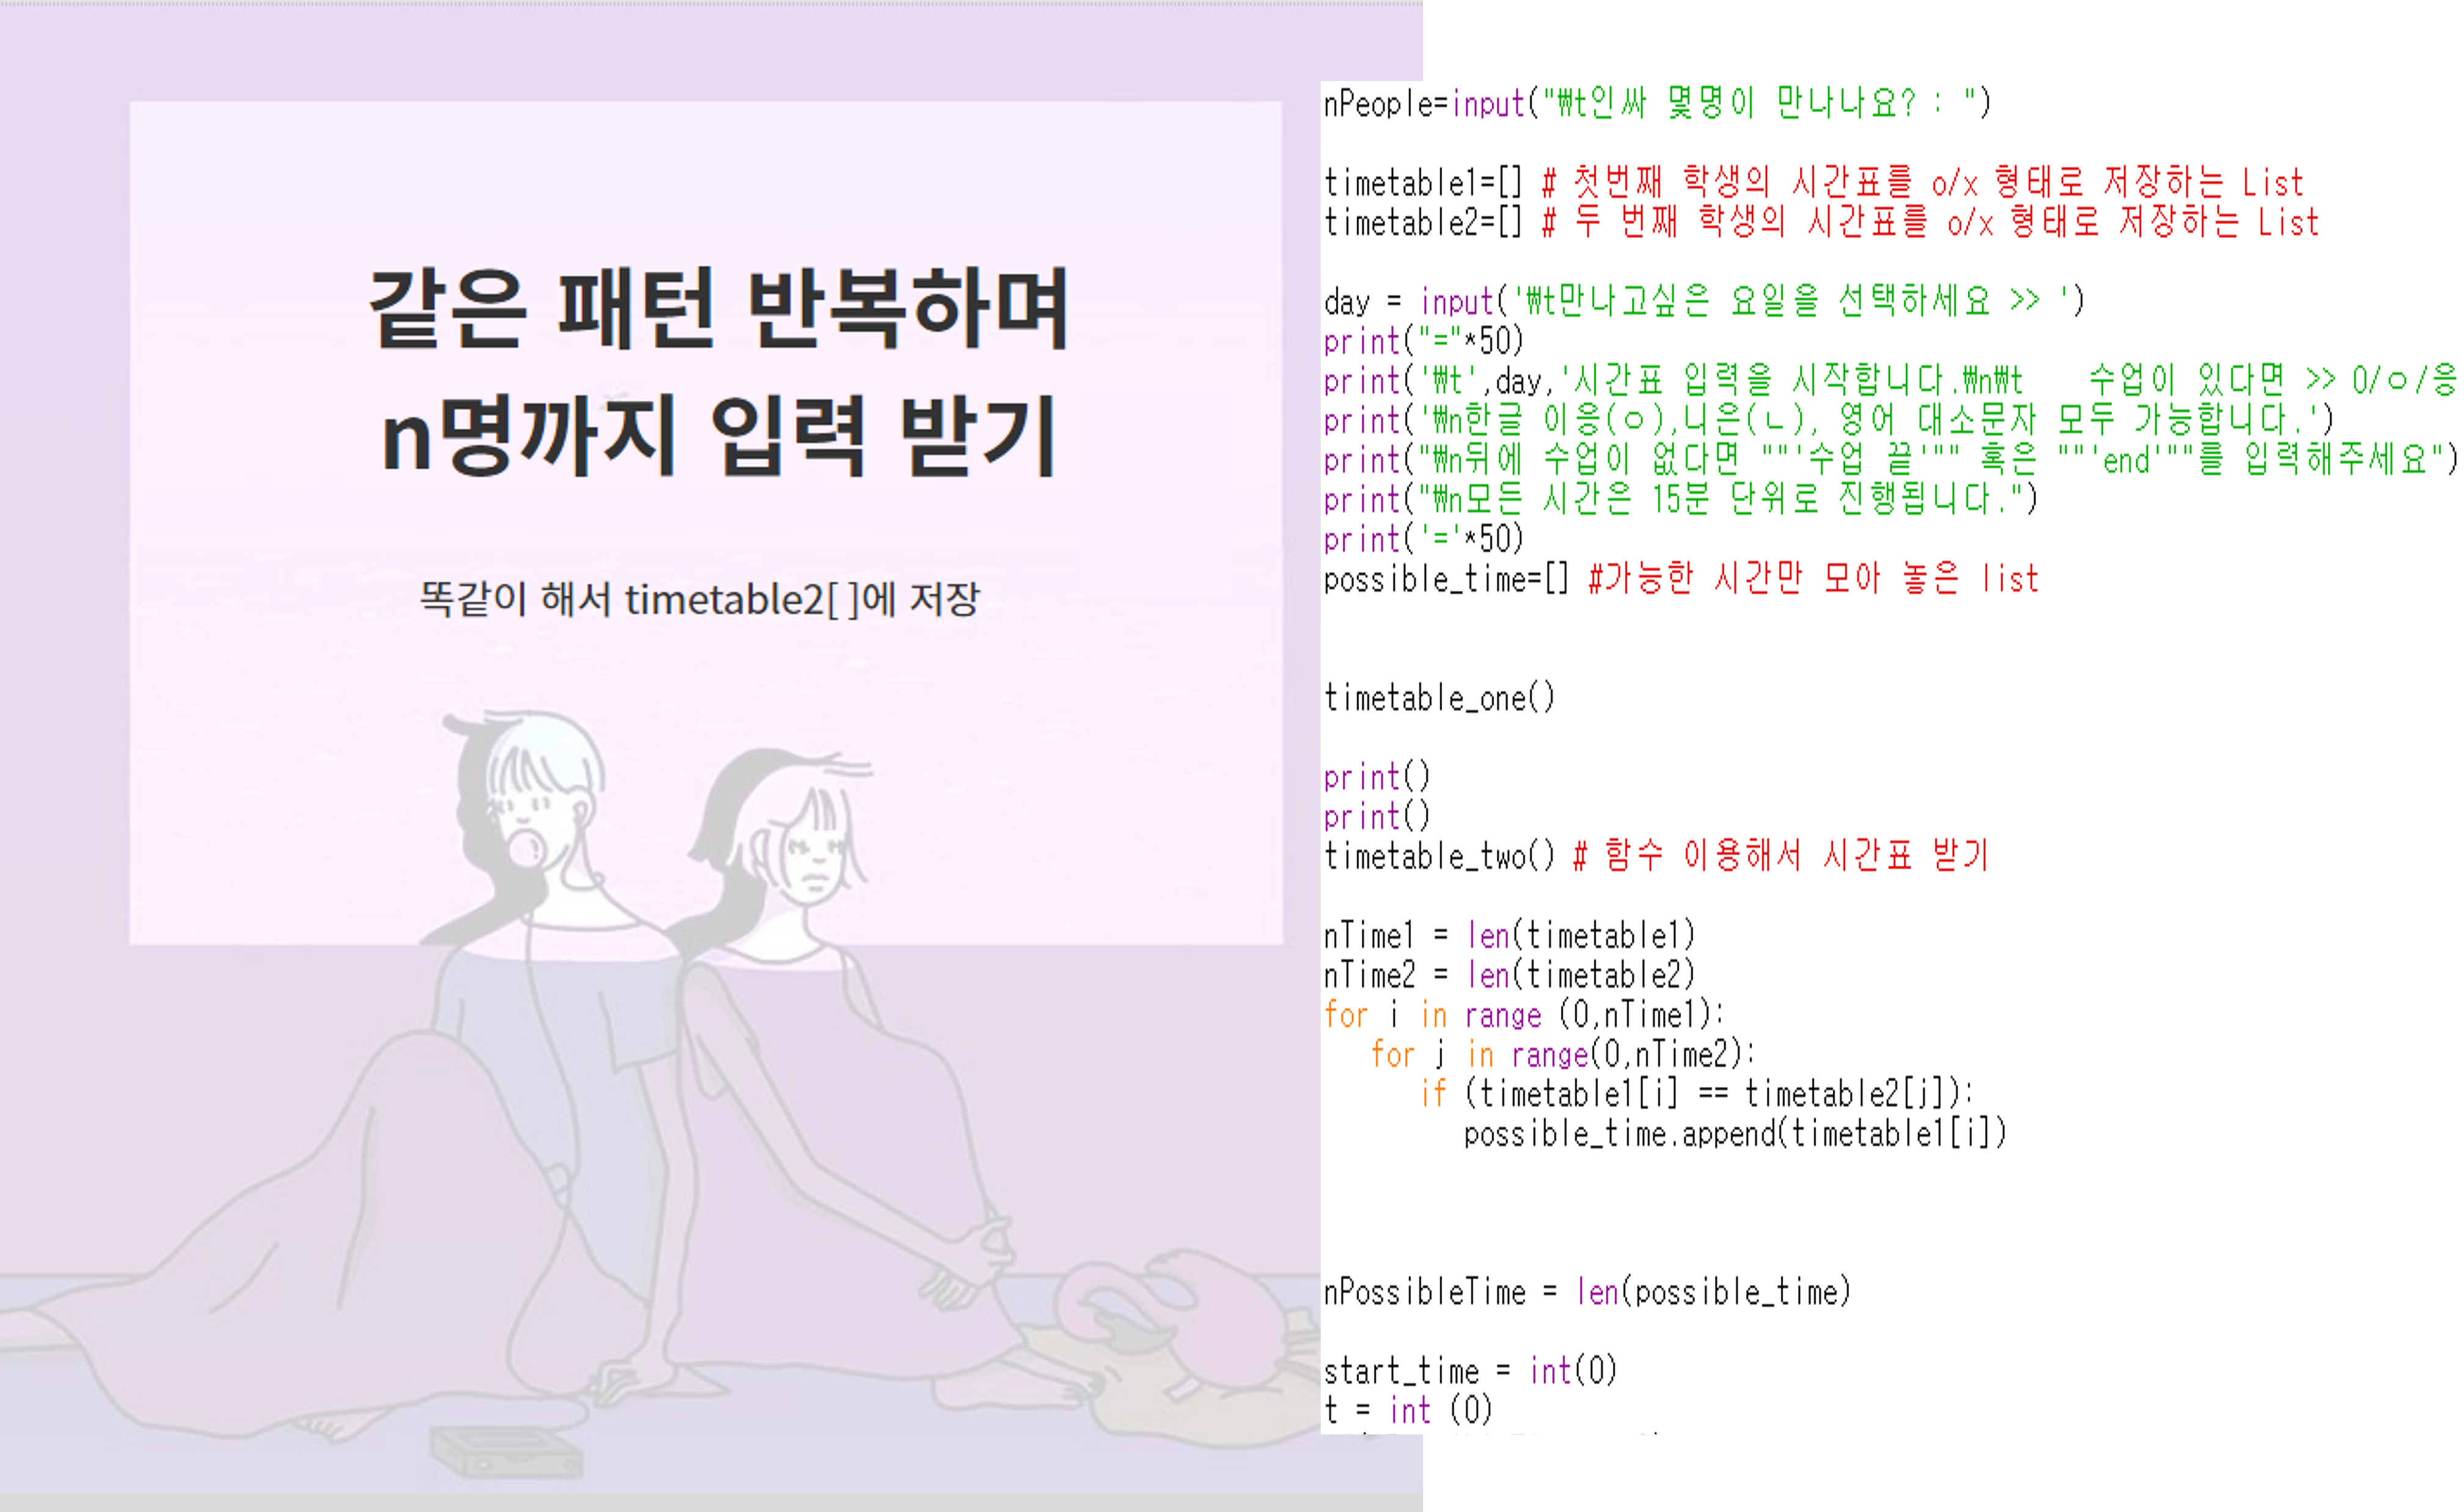 같은 패턴 반복하며
n명까지 입력 받기
똑같이 해서 timetable2[ ]에 저장
nPeople=input("₩t인싸 몇명이 만나나요? : ")
timetable1=[] # 첫번째 학생의 시간표를 o/x 형태로 저장하는 List
timetable2=[] # 두 번째 학생의 시간표를 o/x 형태로 저장하는 List
day = input('₩t만나고싶은 요일을 선택하세요 >> ')
print("="*50)
print('₩t',day,'시간표 입력을 시작합니다.₩n₩t    수업이 있다면 >> 0/ㅇ/응
print('₩n한글 이응(ㅇ),니은(ㄴ), 영어 대소문자 모두 가능합니다.')
print("₩n뒤에 수업이 없다면 ""'수업 끝'"" 혹은 ""'end'""를 입력해주세요")
print("₩n모든 시간은 15분 단위로 진행됩니다.")
print('='*50)
possible_time=[] #가능한 시간만 모아 놓은 list
timetable_one()
print()
print()
timetable_two() # 함수 이용해서 시간표 받기
nTime1 = len(timetable1)
nTime2 = len(timetable2)
for i in range (0,nTime1):
   for j in range(0,nTime2):
      if (timetable1[i] == timetable2[j]):
         possible_time.append(timetable1[i])
nPossibleTime = len(possible_time)
start_time = int(0)
t = int (0)